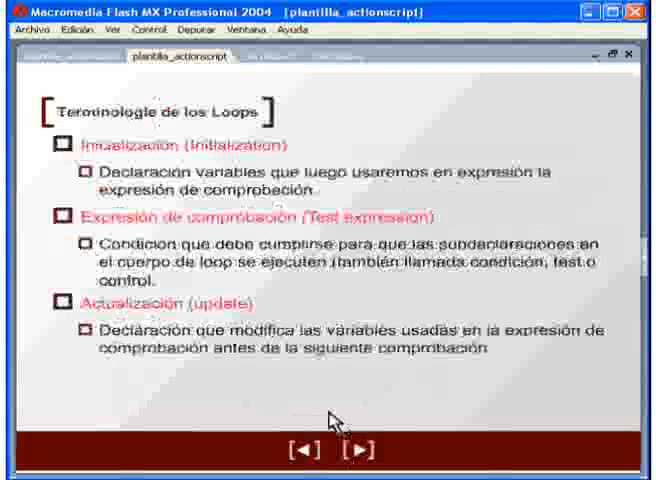 Macromedia Flash MX Professional 2004 [plantilla_actionscript]
Archivo Edición Ver Control Depurar Ventana Ayuda
plantilla_actionscript
[Terminologie de los Loops]
Inicialización (Initialization)
Declaración variables que luego usaremos en expresión la
expresión de comprobación.
Expresión de comprobación (Test expression)
Condición que debe cumplirse para que las subdeclaraciones en
el cuerpo de loop se ejecuten (también llamada condición, test o
control.
Actualización (update)
Declaración que modifica las variables usadas en la expresión de
comprobación antes de la siguiente comprobación